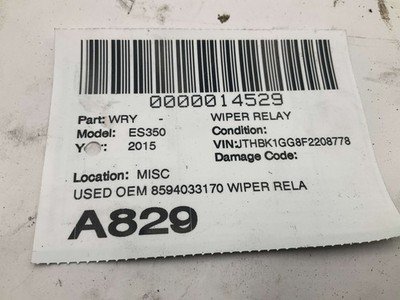 0000014529
Part: WRY - WIPER RELAY
Model: ES350 Condition:
Year: 2015 VIN:JTHBK1GG8F2208778
Damage Code:
Location: MISC
USED OEM 8594033170 WIPER RELA
A829